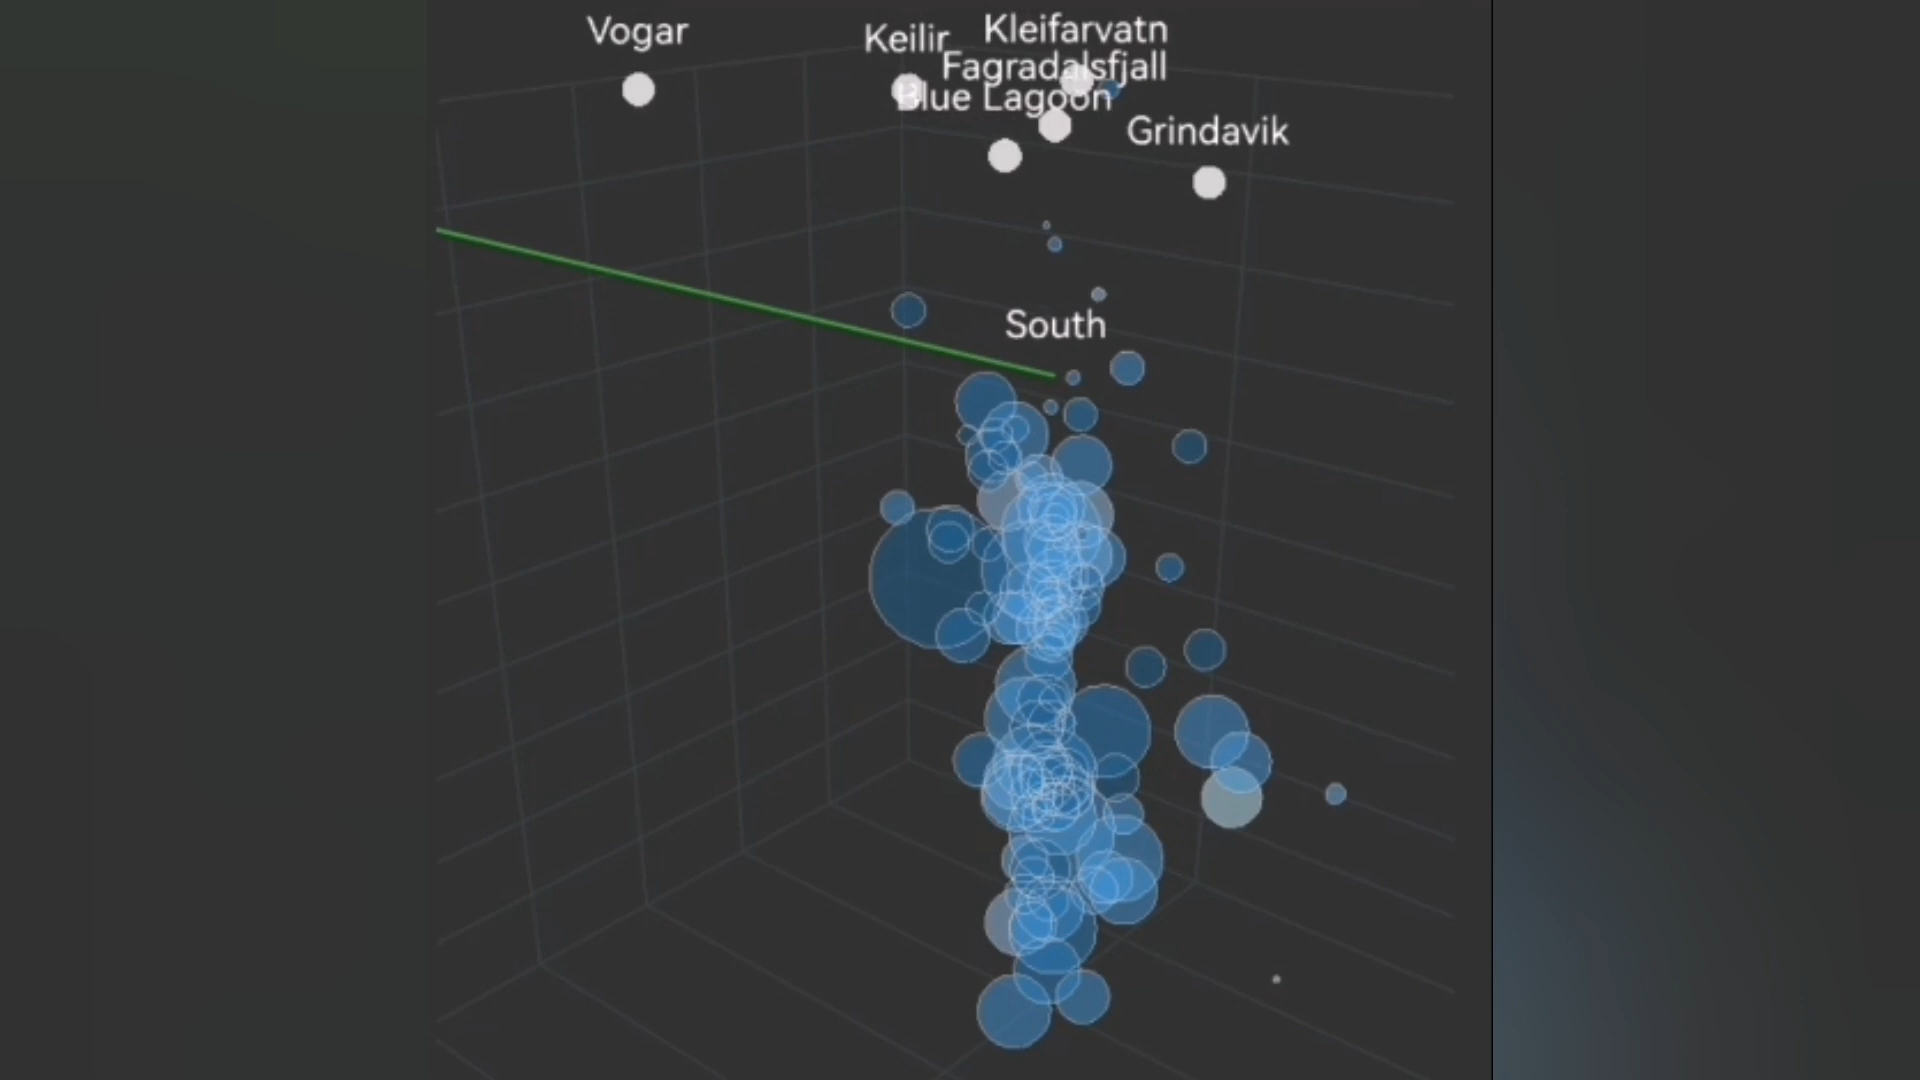 Vogar
Keilir
Kleifarvatn
Fagradalsfjall
Blue Lagoon
Grindavik
South